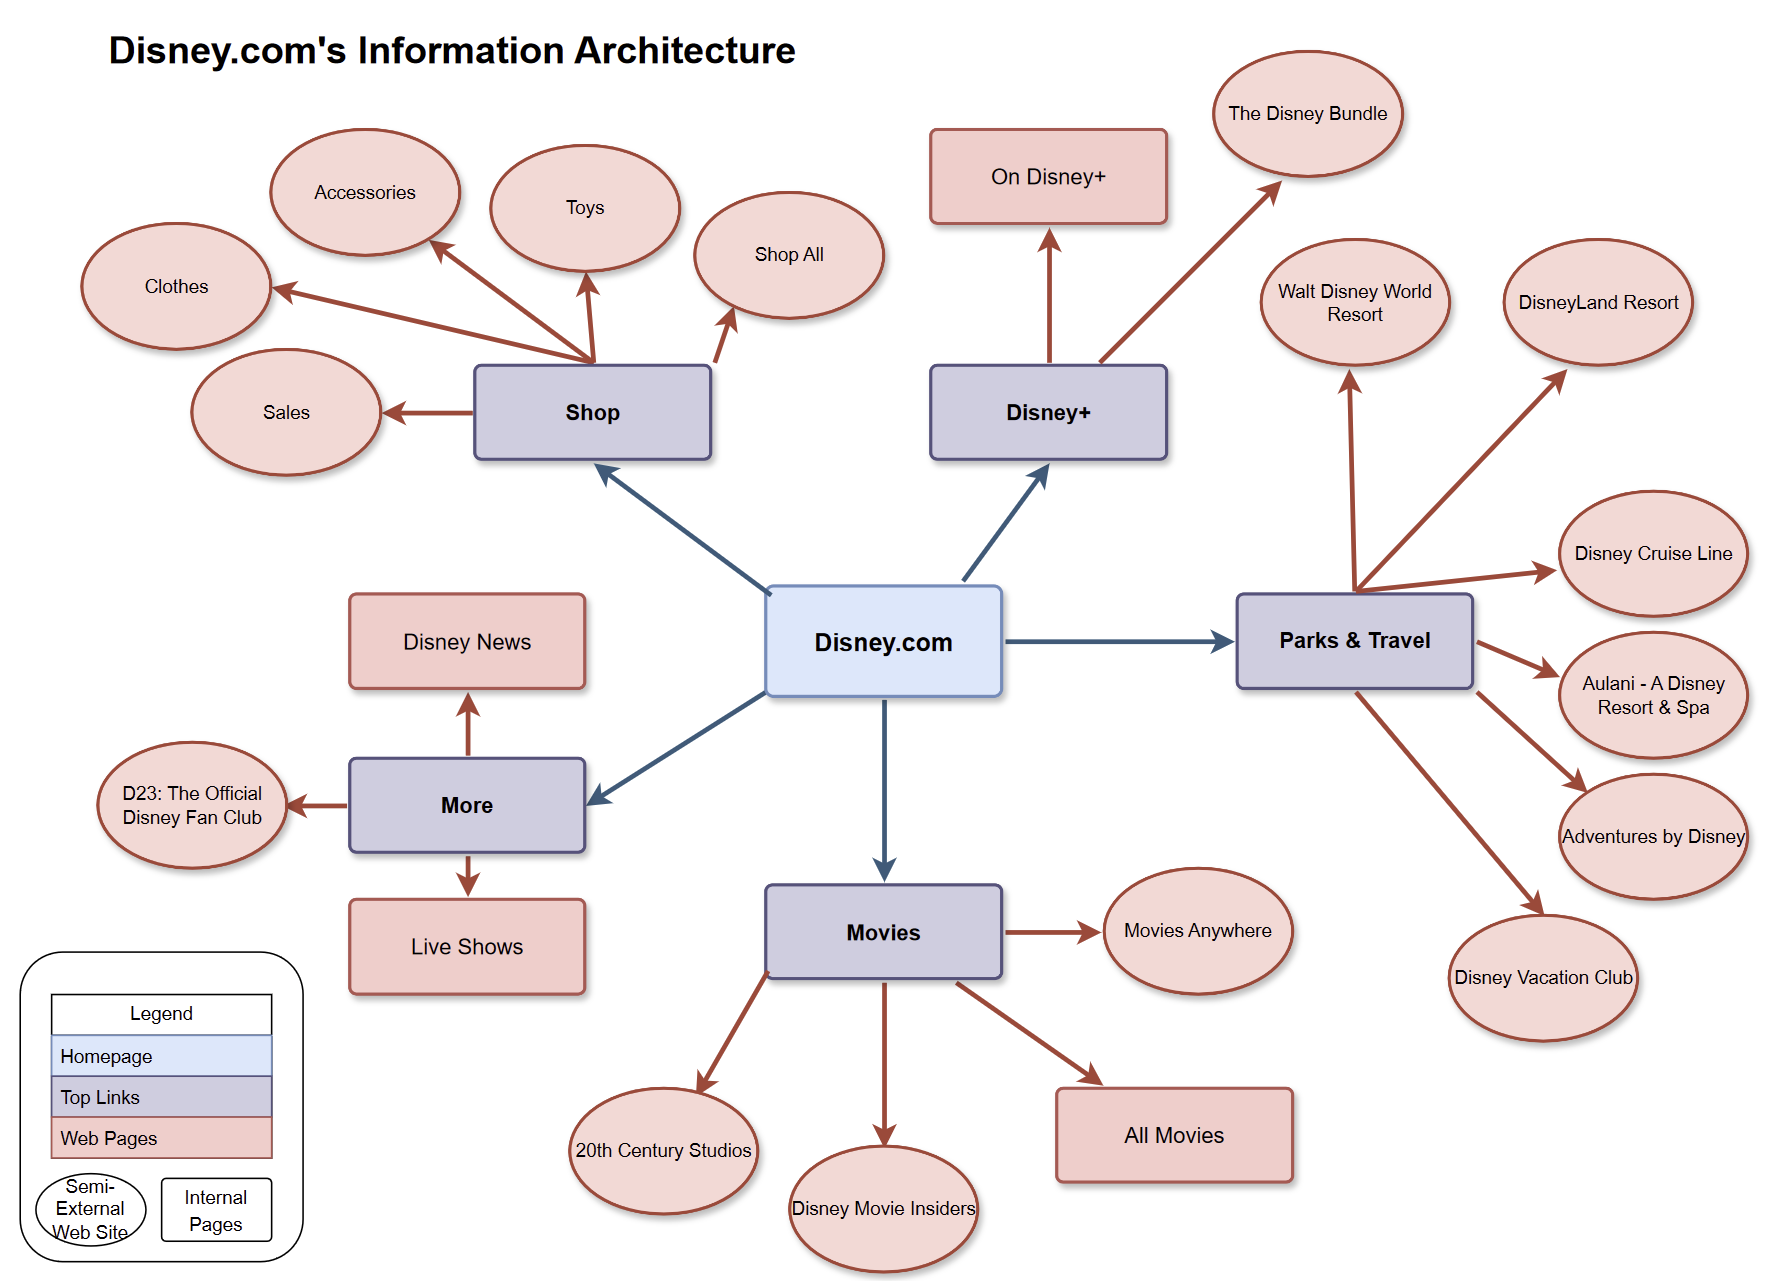 Disney.com's Information Architecture
The Disney Bundle
On Disney+
Accessories
Toys
Shop All
Clothes
Walt Disney World
Resort
DisneyLand Resort
Sales
Shop
Disney+
Disney Cruise Line
Disney News
Disney.com
Parks & Travel
Aulani - A Disney
Resort & Spa
D23: The Official
Disney Fan Club
More
Adventures by Disney
Live Shows
Movies
Movies Anywhere
Disney Vacation Club
20th Century Studios
Disney Movie Insiders
All Movies
Legend
Homepage
Top Links
Web Pages
Semi-
External
Web Site
Internal
Pages